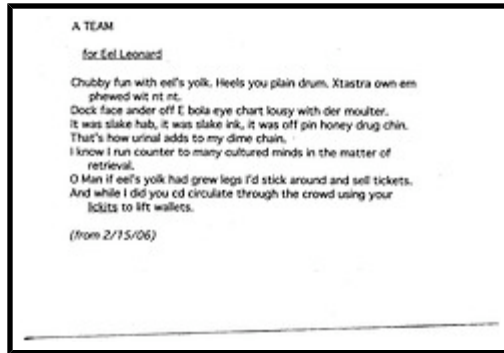 A TEAM
for Eel Leonard
Chubby fun with eel's yolk. Heels you plain drum. Xtastra own em
phewed wit nt nt.
Dock face ander off E bola eye chart lousy with der moulter.
It was slake hab, it was slake ink, it was off pin honey drug chin.
That's how urinal adds to my dime chain.
I know I run counter to many cultured minds in the matter of
retrieval.
O Man if eel's yolk had grew legs I'd stick around and sell tickets.
And while I did you cd circulate through the crowd using your
lickits to lift wallets.
(from 2/15/06)